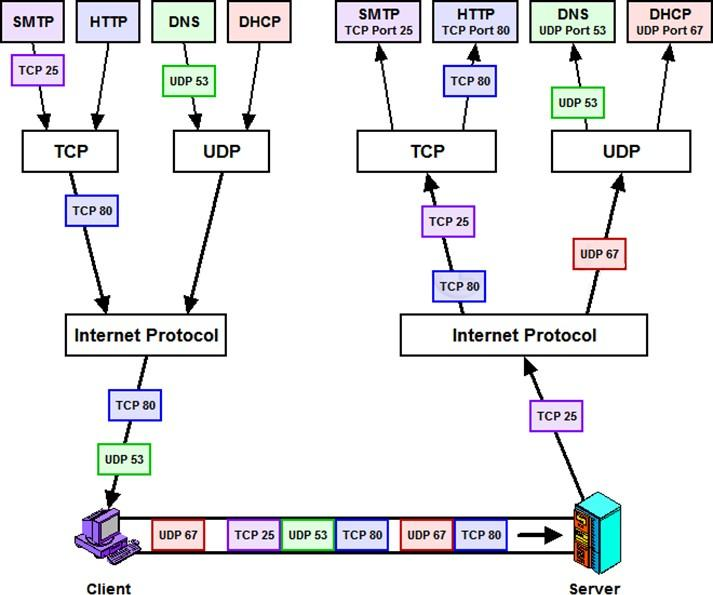 SMTP
HTTP
DNS
DHCP
SMTP
TCP Port 25
HTTP
TCP Port 80
DNS
UDP Port 53
DHCP
UDP Port 67
TCP 25
UDP 53
TCP 80
UDP 53
TCP
UDP
TCP
UDP
TCP 80
TCP 25
UDP 67
TCP 80
Internet Protocol
Internet Protocol
TCP 80
TCP 25
UDP 53
UDP 67
TCP 25
UDP 53
TCP 80
UDP 67
TCP 80
Client
Server